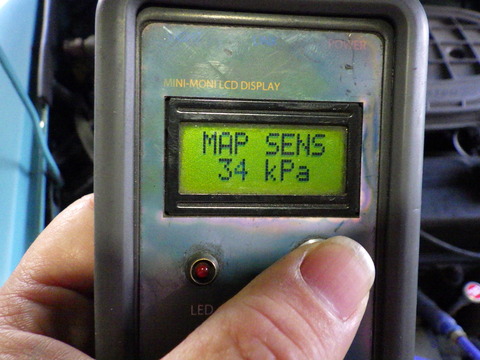 POWER
MINI-MONI LCD DISPLAY
MAP SENS
34 kPa
LED